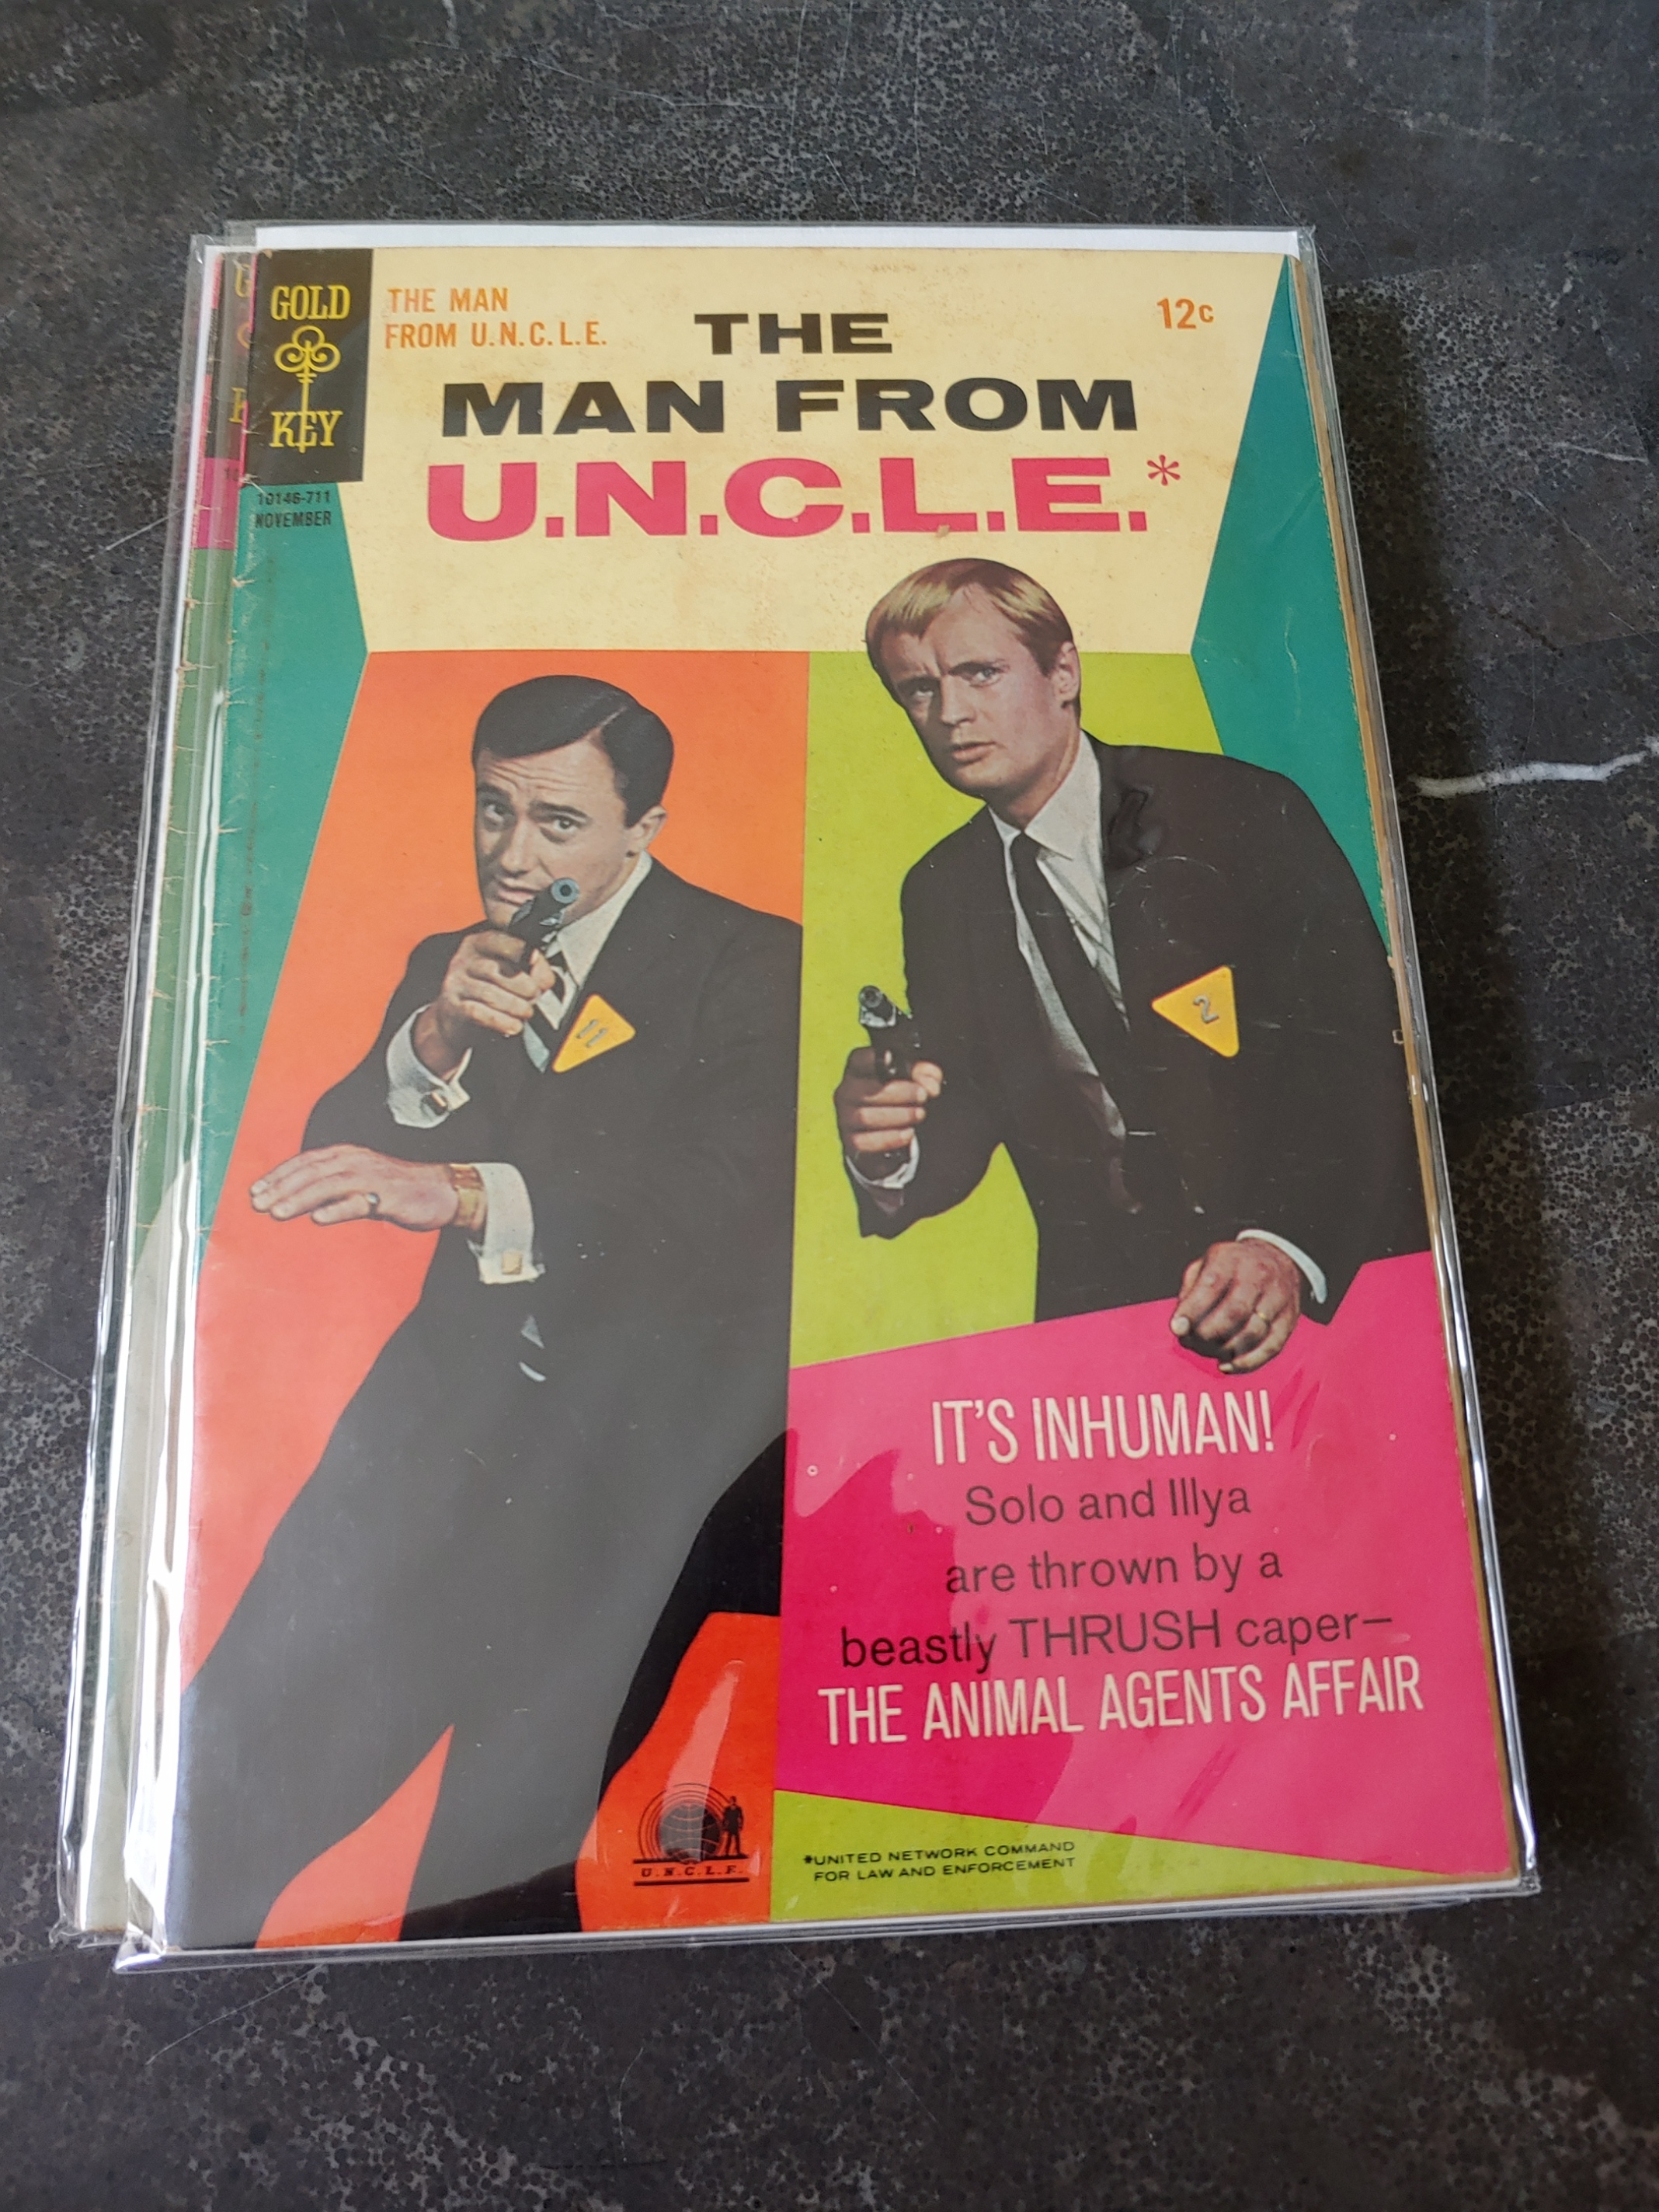 GOLD
KEY
THE MAN
FROM U.N.C.L.E.
12c
10146-711
NOVEMBER
THE
MAN FROM
U.N.C.L.E.*
11
2
IT'S INHUMAN!
Solo and Illya
are thrown by a
beastly THRUSH caper—
THE ANIMAL AGENTS AFFAIR
U.N.C.L.E.
*UNITED NETWORK COMMAND
FOR LAW AND ENFORCEMENT